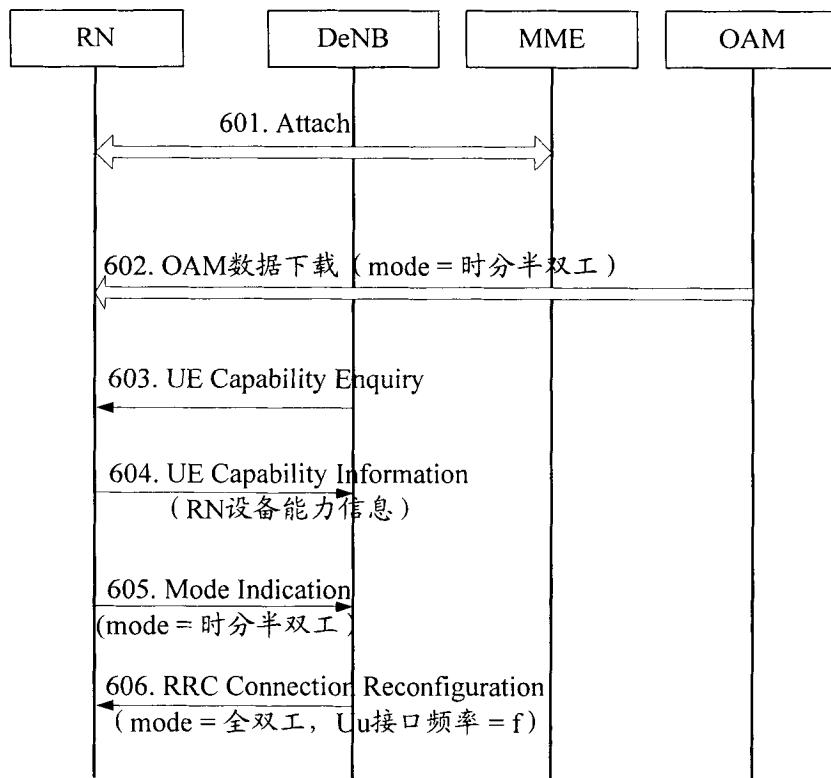 RN
DeNB
MME
OAM
601. Attach
602. OAM数据下载（mode = 时分半双工）
603. UE Capability Enquiry
604. UE Capability Information
（RN设备能力信息）
605. Mode Indication
(mode = 时分半双工）
606. RRC Connection Reconfiguration
（mode = 全双工，Uu接口频率 = f）